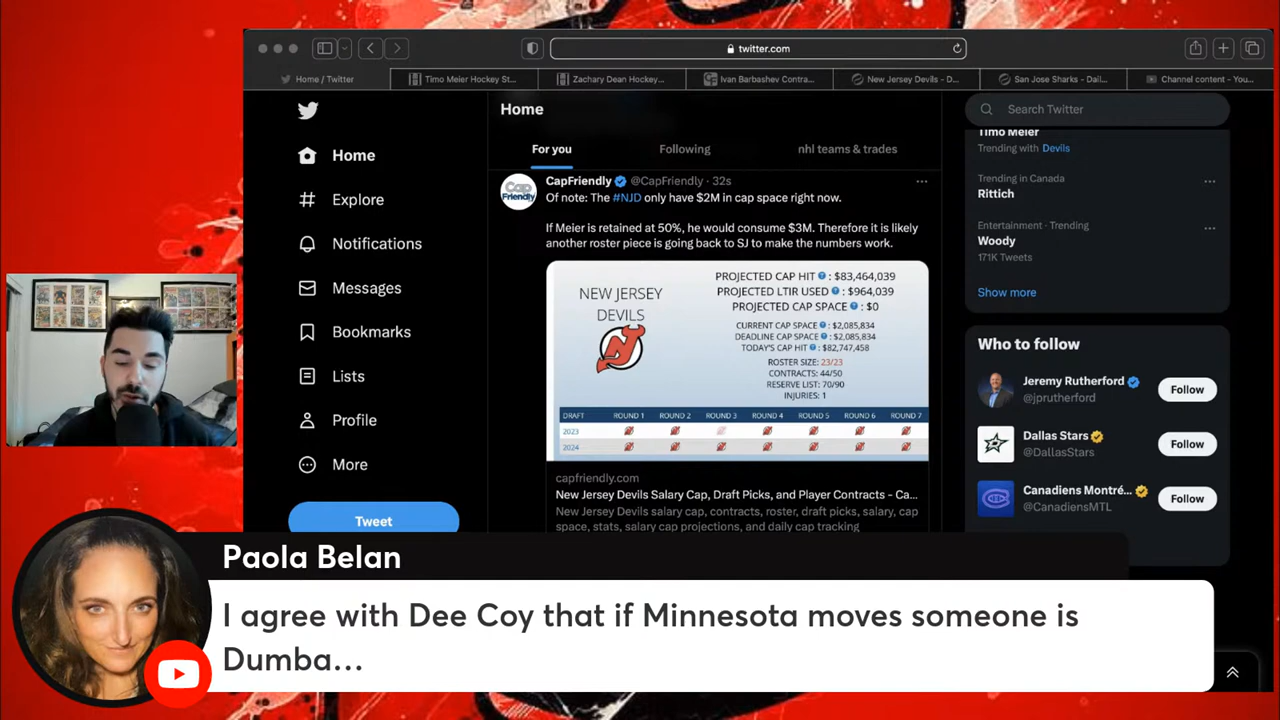 twitter.com
Home / Twitter
Timo Meier Hockey St...
Zachary Dean Hockey...
Ivan Barbashev Contra...
New Jersey Devils - D...
San Jose Sharks - Dail...
Channel content - You...
Home
Explore
Notifications
Messages
Bookmarks
Lists
Profile
More
Tweet
Home
For you
Following
nhl teams & trades
CapFriendly @CapFriendly · 32s
Of note: The #NJD only have $2M in cap space right now.
If Meier is retained at 50%, he would consume $3M. Therefore it is likely
another roster piece is going back to SJ to make the numbers work.
Cap
Friendly
NEW JERSEY
DEVILS
PROJECTED CAP HIT ? : $83,464,039
PROJECTED LTIR USED ? : $964,039
PROJECTED CAP SPACE ? : $0
CURRENT CAP SPACE ? : $2,085,834
DEADLINE CAP SPACE ? : $2,085,834
TODAY'S CAP HIT ? : $82,747,458
ROSTER SIZE: 23/23
CONTRACTS: 44/50
RESERVE LIST: 70/90
INJURIES: 1
DRAFT ROUND 1 ROUND 2 ROUND 3 ROUND 4 ROUND 5 ROUND 6 ROUND 7
2023
2024
capfriendly.com
New Jersey Devils Salary Cap, Draft Picks, and Player Contracts - Ca...
New Jersey Devils salary cap, contracts, roster, draft picks, salary, cap
space, stats, salary cap projections, and daily cap tracking
Search Twitter
Timo Meier
Trending with Devils
Trending in Canada
Rittich
Entertainment · Trending
Woody
171K Tweets
Show more
Who to follow
Jeremy Rutherford
@jprutherford
Follow
Dallas Stars
@DallasStars
Follow
Canadiens Montré...
@CanadiensMTL
Follow
Paola Belan
I agree with Dee Coy that if Minnesota moves someone is
Dumba...